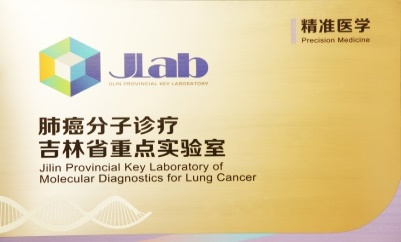 JLab
JILIN PROVINCIAL KEY LARGRATORY
精准医学
Precision Medicine
肺癌分子诊疗
吉林省重点实验室
Jilin Provincial Key Laboratory of
Molecular Diagnostics for Lung Cancer